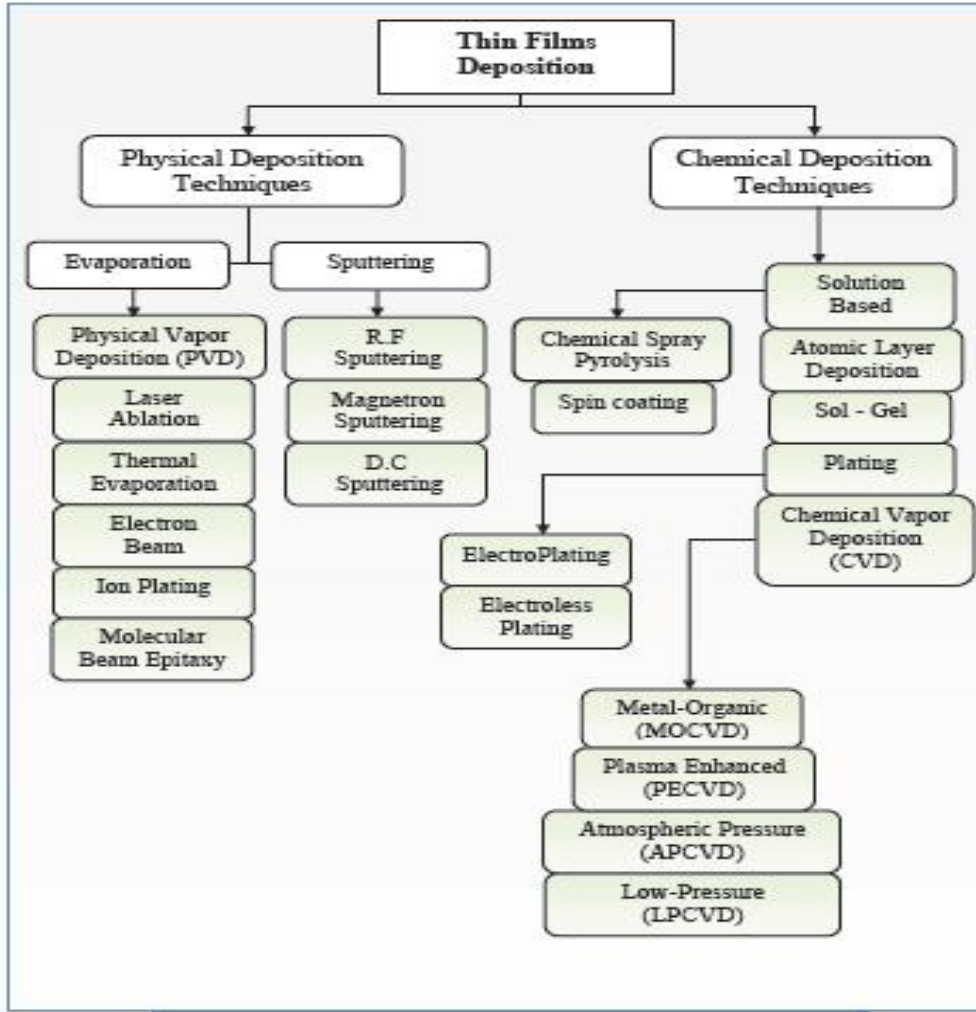 Thin Films
Deposition
Physical Deposition
Techniques
Chemical Deposition
Techniques
Evaporation
Sputtering
Physical Vapor
Deposition (PVD)
Laser
Ablation
Thermal
Evaporation
Electron
Beam
Ion Plating
Molecular
Beam Epitaxy
R.F
Sputtering
Magnetron
Sputtering
D.C
Sputtering
Solution
Based
Atomic Layer
Deposition
Sol - Gel
Plating
Chemical Vapor
Deposition
(CVD)
Chemical Spray
Pyrolysis
Spin coating
ElectroPlating
Electroless
Plating
Metal-Organic
(MOCVD)
Plasma Enhanced
(PECVD)
Atmospheric Pressure
(APCVD)
Low-Pressure
(LPCVD)